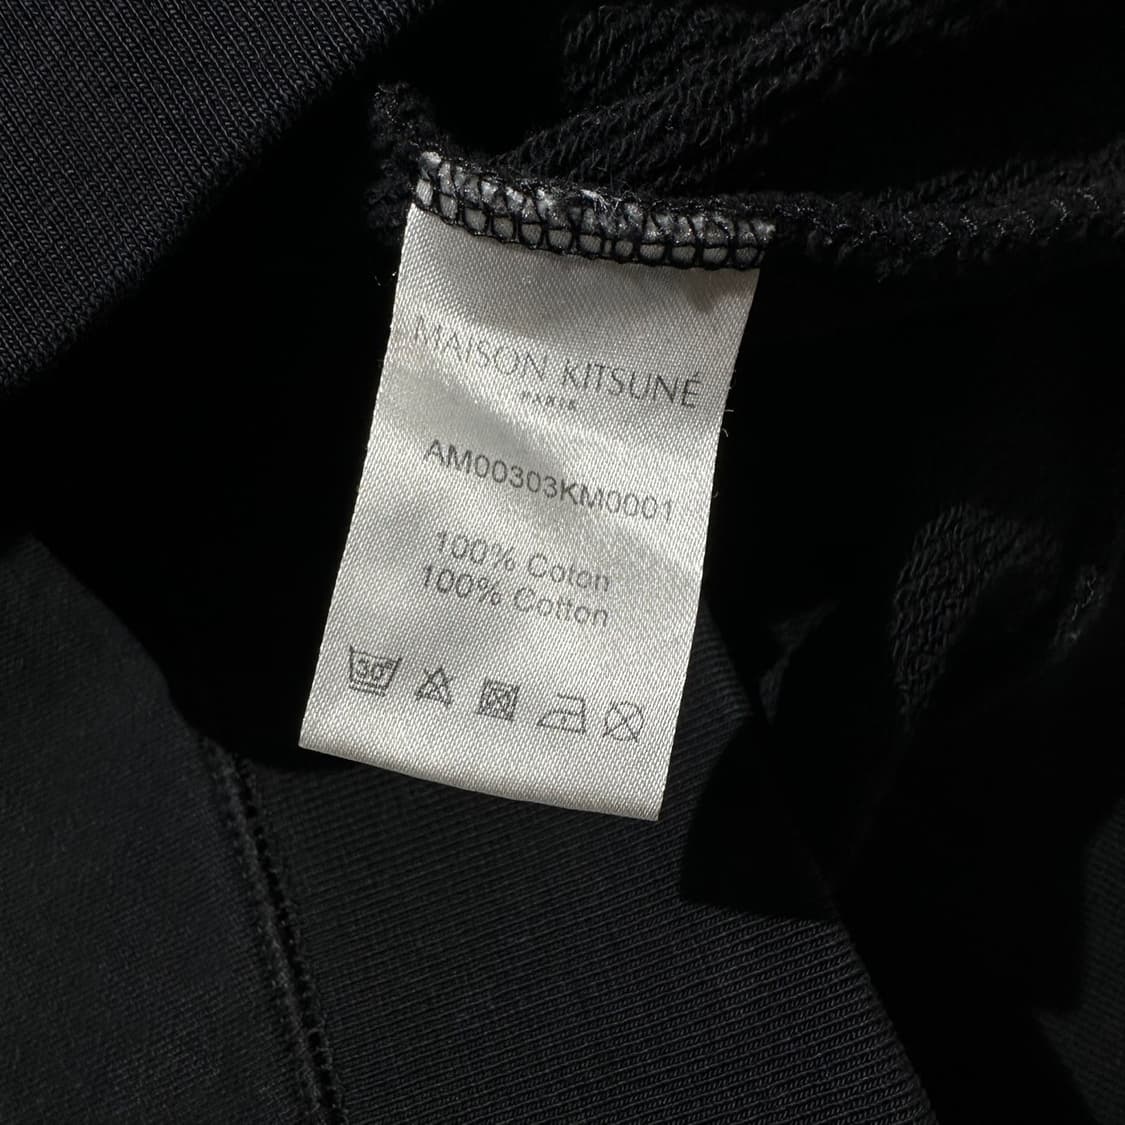 MAISON KITSUNÉ
PARIS
AM00303KM0001
100% Coton
100% Cotton
30°